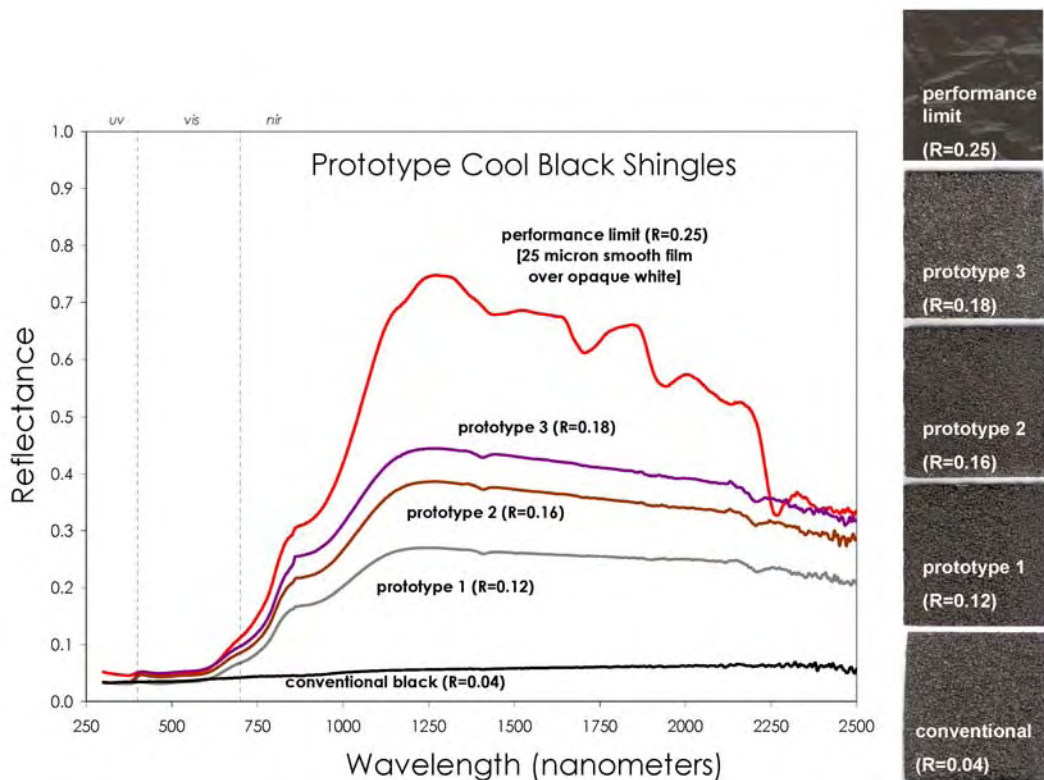 uv vis nir
Prototype Cool Black Shingles
performance limit (R=0.25)
[25 micron smooth film
over opaque white]
prototype 3 (R=0.18)
prototype 2 (R=0.16)
prototype 1 (R=0.12)
conventional black (R=0.04)
Reflectance
1.0
0.9
0.8
0.7
0.6
0.5
0.4
0.3
0.2
0.1
0.0
250 500 750 1000 1250 1500 1750 2000 2250 2500
Wavelength (nanometers)
performance
limit
(R=0.25)
prototype 3
(R=0.18)
prototype 2
(R=0.16)
prototype 1
(R=0.12)
conventional
(R=0.04)